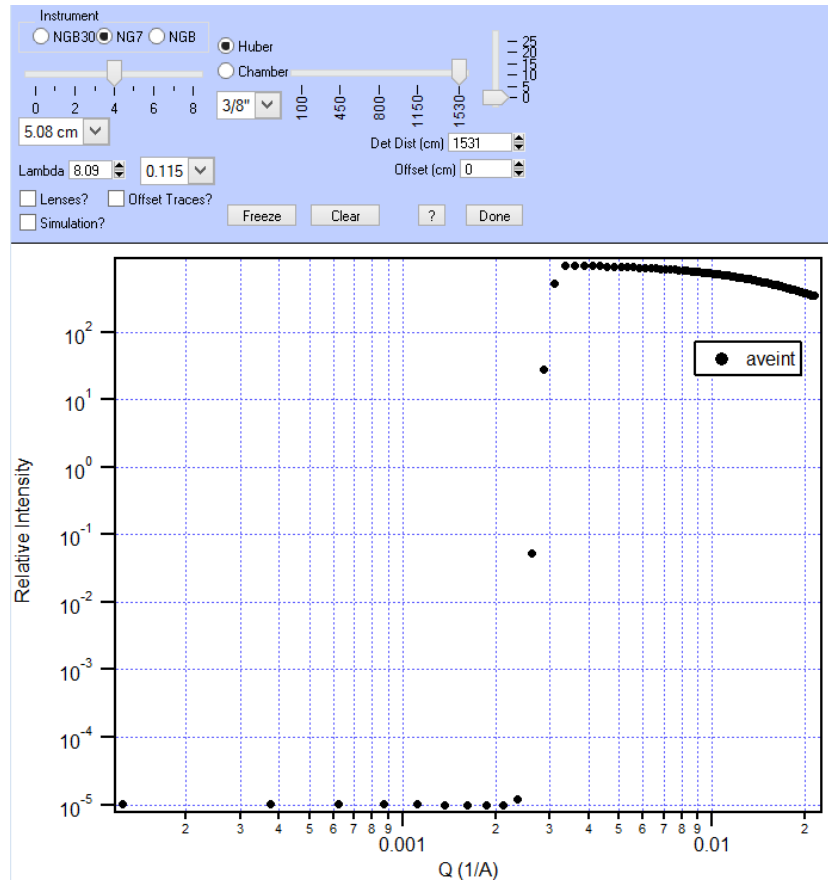 Instrument
NGB30 NG7 NGB
Huber
Chamber
25
20
15
10
5
0
0 2 4 6 8
3/8"
100 450 800 1150 1530
5.08 cm
Det Dist (cm) 1531
Lambda 8.09 0.115
Offset (cm) 0
Lenses? Offset Traces?
Simulation?
Freeze Clear ? Done
10^2
aveint
10^1
10^0
10^-1
10^-2
10^-3
10^-4
10^-5
Relative Intensity
2 3 4 5 6 7 8 9 2 3 4 5 6 7 8 9 2
0.001 0.01
Q (1/A)